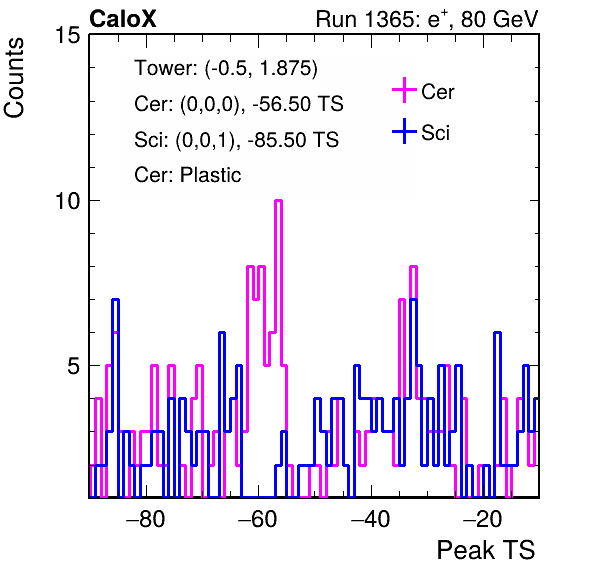 CaloX Run 1365: e⁺, 80 GeV
Counts
15
Tower: (-0.5, 1.875)
Cer: (0,0,0), -56.50 TS
Sci: (0,0,1), -85.50 TS
Cer: Plastic
Cer
Sci
10
5
−80 −60 −40 −20
Peak TS